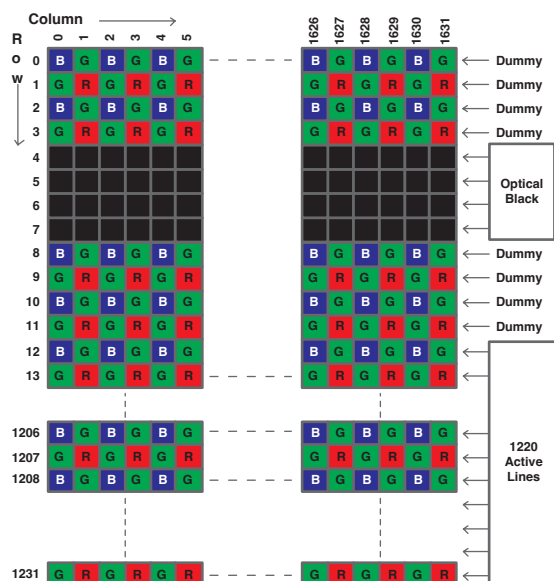 Column
Row
0 1 2 3 4 5 1626 1627 1628 1629 1630 1631
0 B G B G B G B G B G B G Dummy
1 G R G R G R G R G R G R Dummy
2 B G B G B G B G B G B G Dummy
3 G R G R G R G R G R G R Dummy
4
5
6
7
Optical
Black
8 B G B G B G B G B G B G Dummy
9 G R G R G R G R G R G R Dummy
10 B G B G B G B G B G B G Dummy
11 G R G R G R G R G R G R Dummy
12 B G B G B G B G B G B G
13 G R G R G R G R G R G R
1206 B G B G B G B G B G B G
1207 G R G R G R G R G R G R
1208 B G B G B G B G B G B G
1220
Active
Lines
1231 G R G R G R G R G R G R